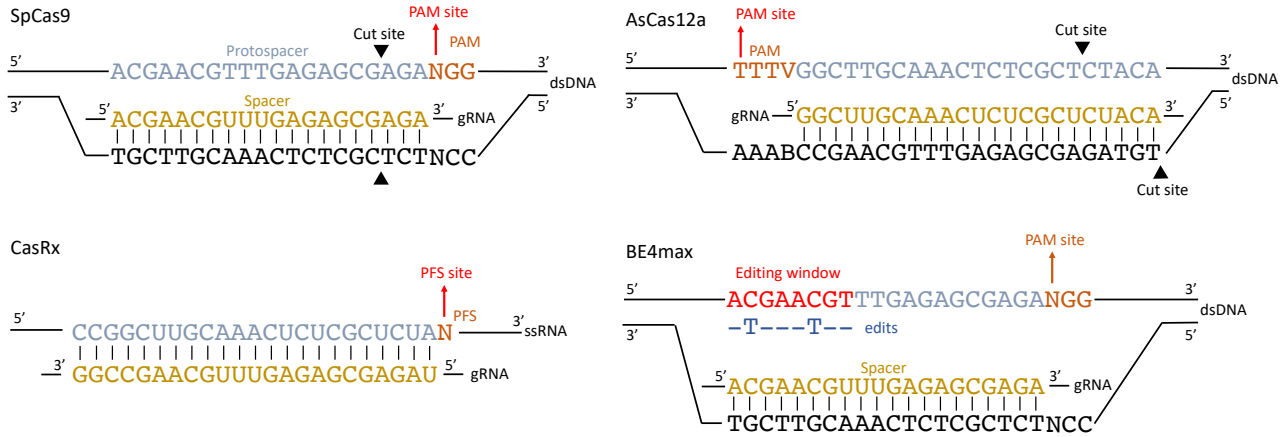 SpCas9
PAM site
Cut site
Protospacer
PAM
5’ ACGAACGTTTGAGAGCGAGANGG 3’
dsDNA
3’ 5’
Spacer
5’ ACGAACGUUUGAGAGCGAGA 3’ gRNA
TGCTTGCAAACTCTCGCTCTNCC
AsCas12a
PAM site
Cut site
PAM
5’ TTTVGGCTTGCAAACTCTCGCTCTACA 3’
dsDNA
3’ 5’
gRNA 5’ GGCUUGCAAACUCUCGCUCUACA 3’
AAABCCGAACGTTTGAGAGCGAGATGT
Cut site
CasRx
PFS site
PFS
5’ CCGGCUUGCAAACUCUCGCUCUAN 3’ ssRNA
3’ GGCCGAACGUUUGAGAGCGAGAU 5’ gRNA
BE4max
PAM site
Editing window
5’ ACGAACGTTTGAGAGCGAGANGG 3’
dsDNA
–T–––T–– edits
3’ 5’
Spacer
5’ ACGAACGUUUGAGAGCGAGA 3’ gRNA
TGCTTGCAAACTCTCGCTCTNCC